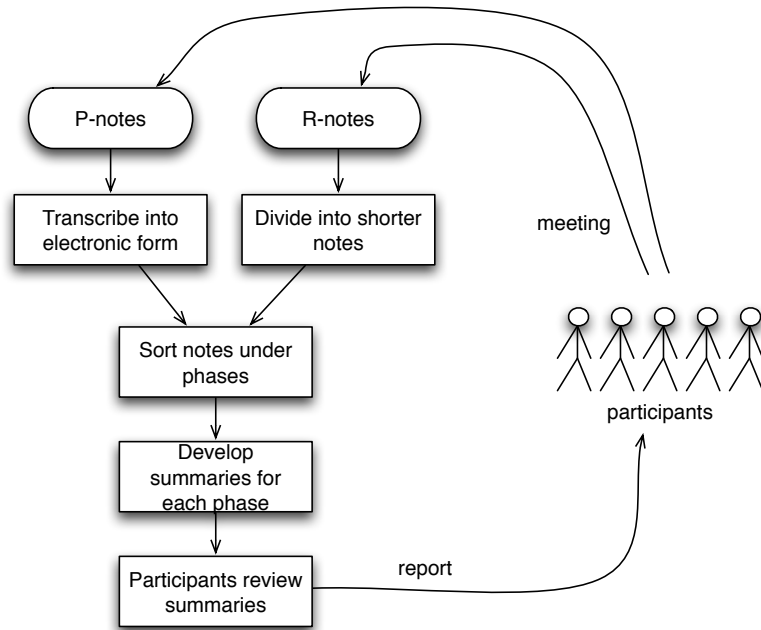 P-notes
R-notes
Transcribe into
electronic form
Divide into shorter
notes
meeting
Sort notes under
phases
participants
Develop
summaries for
each phase
report
Participants review
summaries